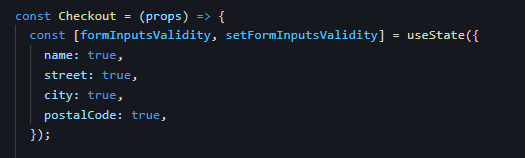 const Checkout = (props) => {
const [formInputsValidity, setFormInputsValidity] = useState({
name: true,
street: true,
city: true,
postalCode: true,
});